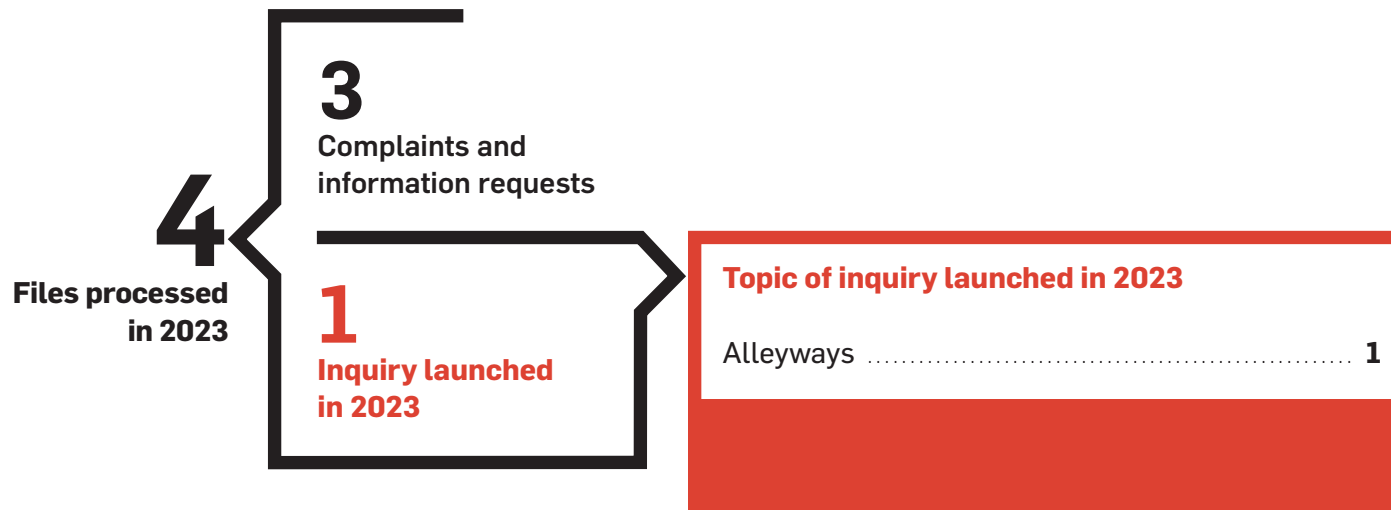 4
Files processed
in 2023
3
Complaints and
information requests
1
Inquiry launched
in 2023
Topic of inquiry launched in 2023
Alleyways ........................................................ 1